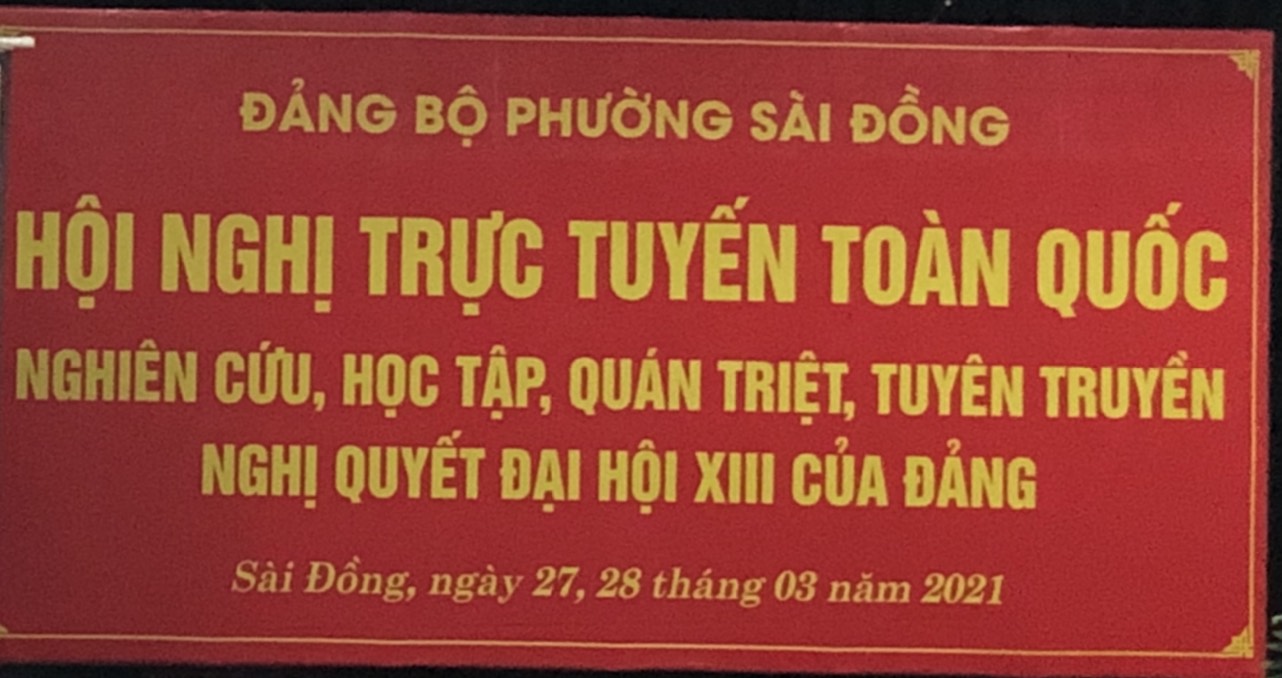 ĐẢNG BỘ PHƯỜNG SÀI ĐỒNG
HỘI NGHỊ TRỰC TUYẾN TOÀN QUỐC
NGHIÊN CỨU, HỌC TẬP, QUÁN TRIỆT, TUYÊN TRUYỀN
NGHỊ QUYẾT ĐẠI HỘI XIII CỦA ĐẢNG
Sài Đồng, ngày 27, 28 tháng 03 năm 2021